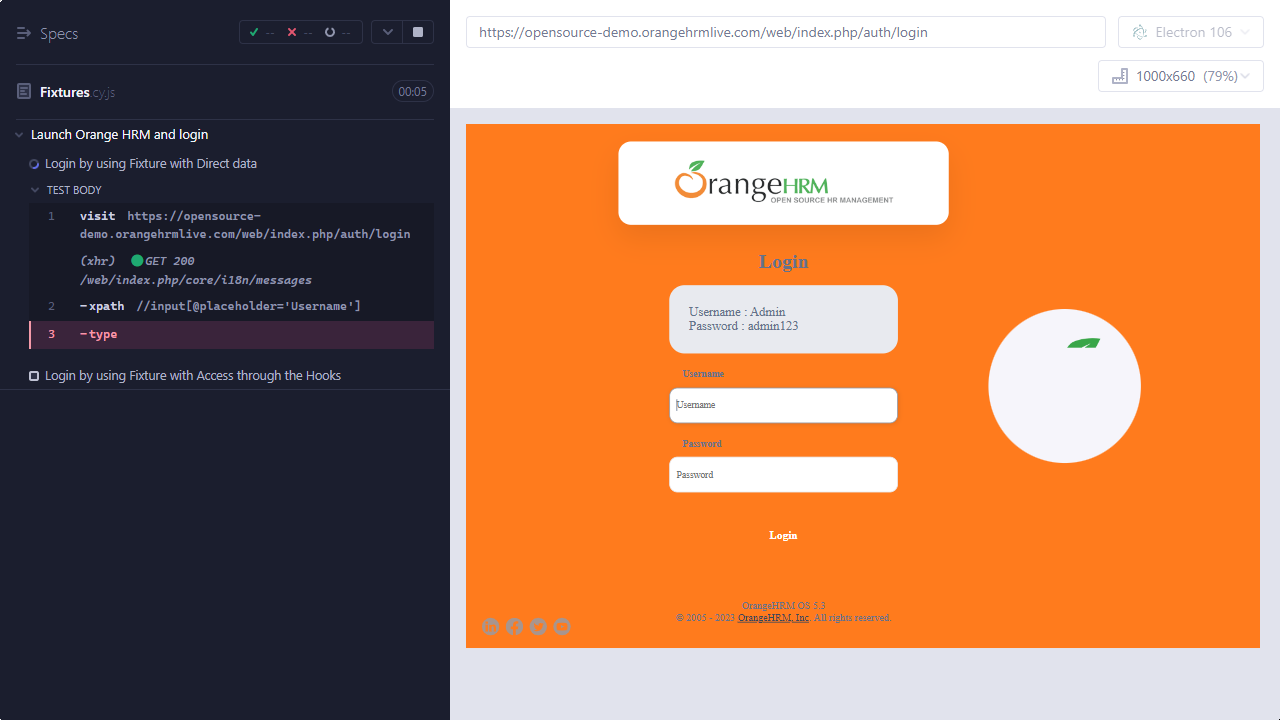 Specs
--
--
--
Fixtures.cy.js
00:05
Launch Orange HRM and login
Login by using Fixture with Direct data
TEST BODY
1 visit https://opensource-
demo.orangehrmlive.com/web/index.php/auth/login
(xhr) GET 200
/web/index.php/core/i18n/messages
2 -xpath //input[@placeholder='Username']
3 -type
Login by using Fixture with Access through the Hooks
https://opensource-demo.orangehrmlive.com/web/index.php/auth/login
Electron 106
1000x660 (79%)
OrangeHRM
OPEN SOURCE HR MANAGEMENT
Login
Username : Admin
Password : admin123
Username
Username
Password
Password
Login
OrangeHRM OS 5.3
© 2005 - 2023 OrangeHRM, Inc. All rights reserved.